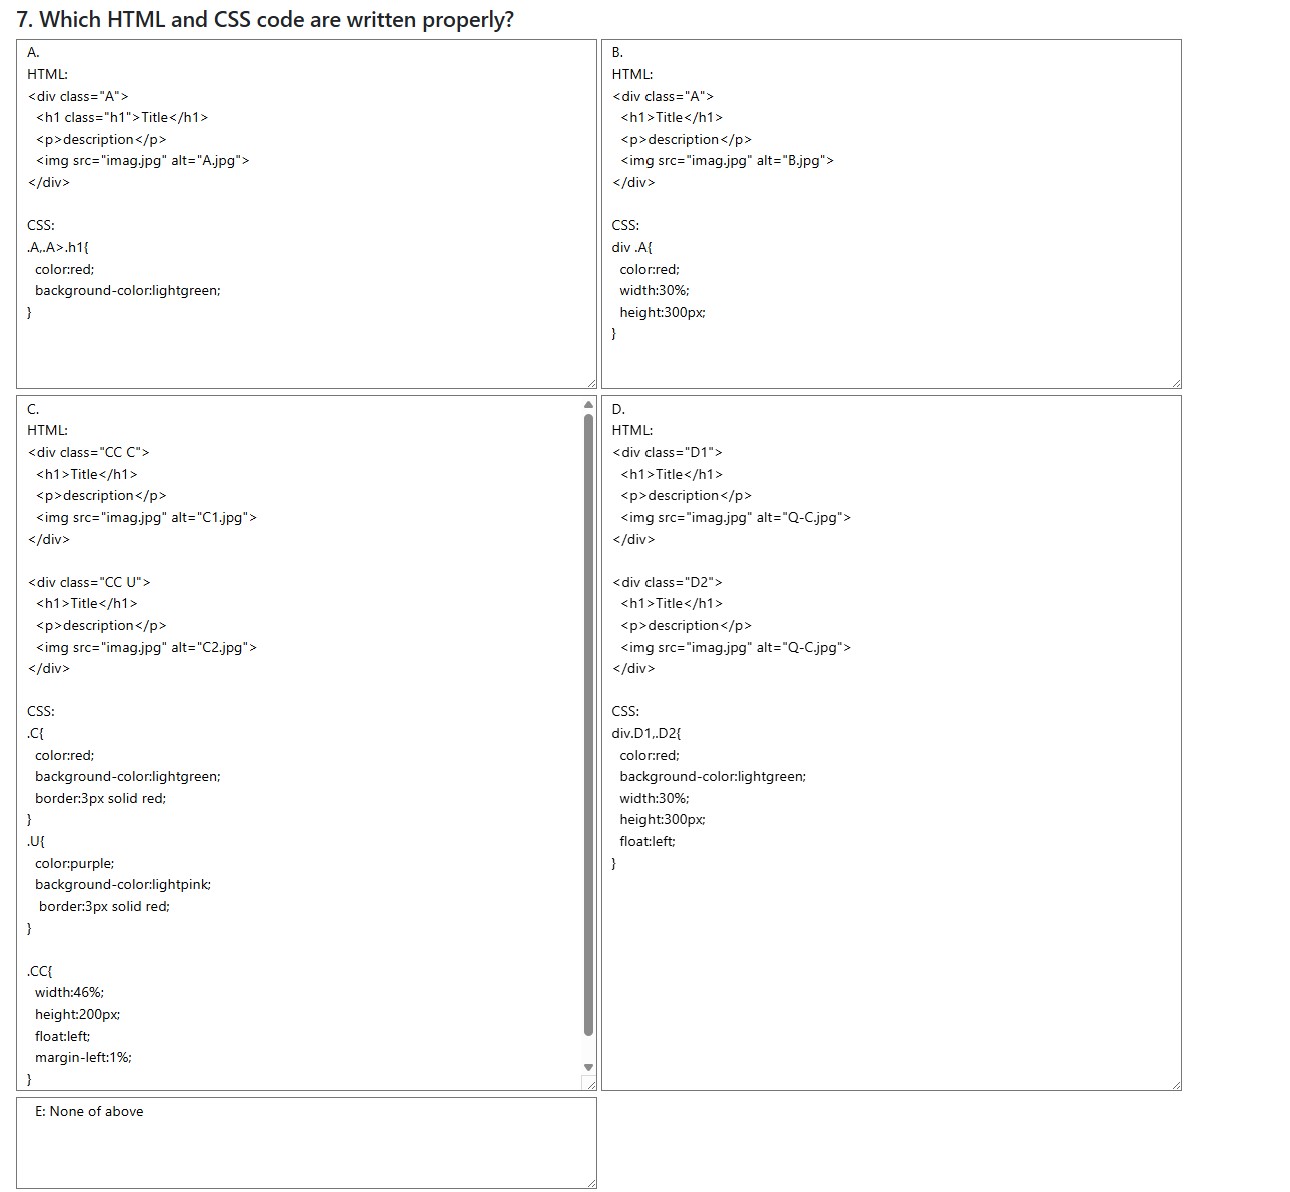 7. Which HTML and CSS code are written properly?
A.
HTML:
<div class="A">
<h1 class="h1">Title</h1>
<p>description</p>
<img src="imag.jpg" alt="A.jpg">
</div>
CSS:
.A,.A>.h1{
color:red;
background-color:lightgreen;
}
B.
HTML:
<div class="A">
<h1>Title</h1>
<p>description</p>
<img src="imag.jpg" alt="B.jpg">
</div>
CSS:
div .A{
color:red;
width:30%;
height:300px;
}
C.
HTML:
<div class="CC C">
<h1>Title</h1>
<p>description</p>
<img src="imag.jpg" alt="C1.jpg">
</div>
<div class="CC U">
<h1>Title</h1>
<p>description</p>
<img src="imag.jpg" alt="C2.jpg">
</div>
CSS:
.C{
color:red;
background-color:lightgreen;
border:3px solid red;
}
.U{
color:purple;
background-color:lightpink;
border:3px solid red;
}
.CC{
width:46%;
height:200px;
float:left;
margin-left:1%;
}
D.
HTML:
<div class="D1">
<h1>Title</h1>
<p>description</p>
<img src="imag.jpg" alt="Q-C.jpg">
</div>
<div class="D2">
<h1>Title</h1>
<p>description</p>
<img src="imag.jpg" alt="Q-C.jpg">
</div>
CSS:
div.D1,.D2{
color:red;
background-color:lightgreen;
width:30%;
height:300px;
float:left;
}
E: None of above